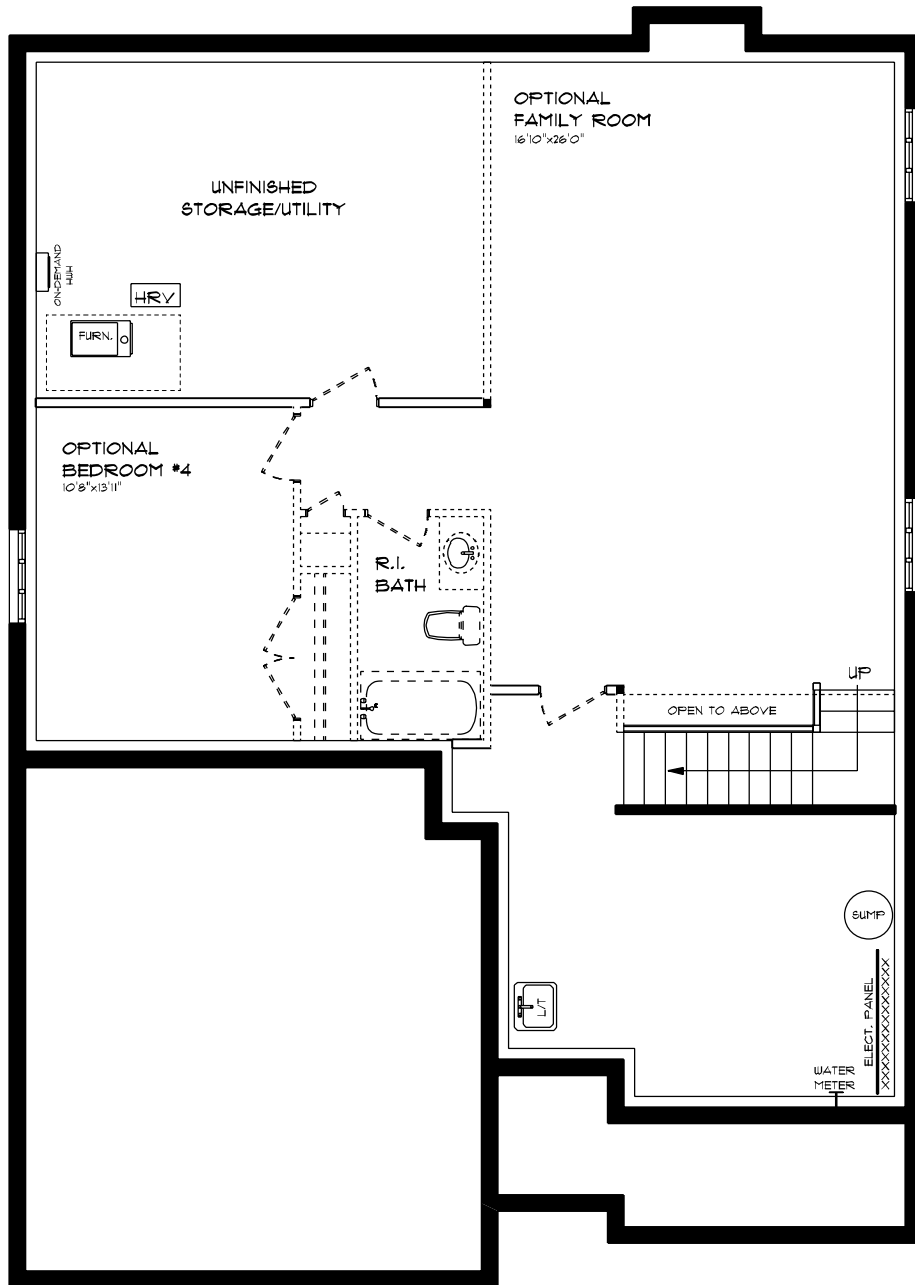 OPTIONAL
FAMILY ROOM
16'10"x26'0"
UNFINISHED
STORAGE/UTILITY
ON-DEMAND
HWH
HRV
FURN.
OPTIONAL
BEDROOM #4
10'8"x13'11"
R.I.
BATH
UP
OPEN TO ABOVE
SUMP
L/T
ELECT. PANEL
XXXXXXXXXXXXXXX
WATER
METER